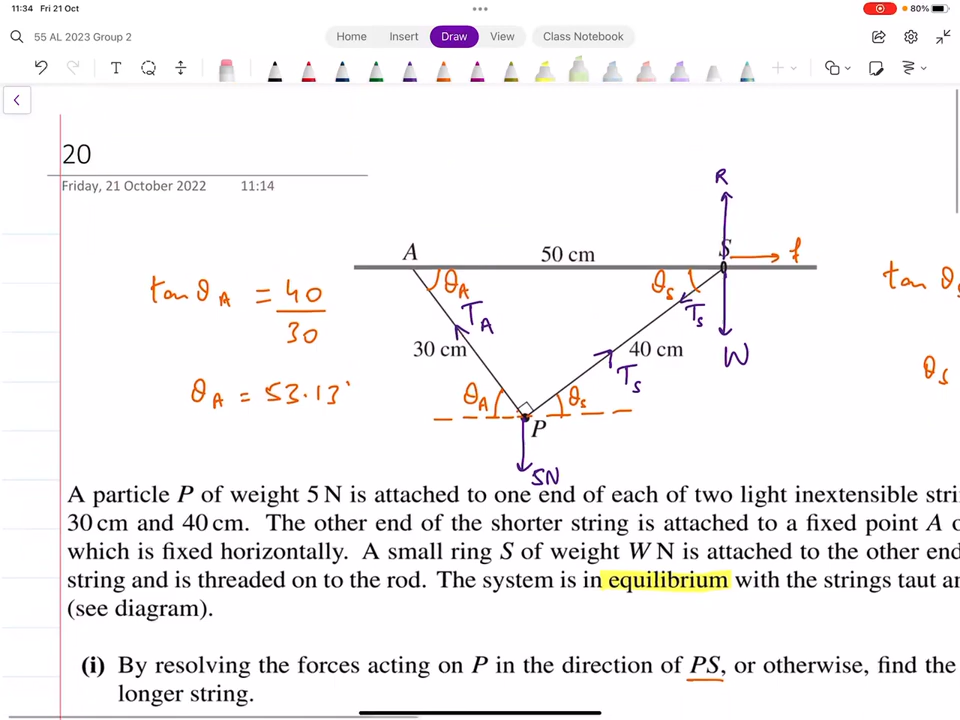 11:34 Fri 21 Oct
80%
55 AL 2023 Group 2
Home Insert Draw View Class Notebook
T
20
Friday, 21 October 2022 11:14
R
A 50 cm S f
tan θA = 40
30
θA θs
TA Ts
tan θs
30 cm 40 cm W
Ts
θs
θA = 53.13°
θA θs
P
5N
A particle P of weight 5 N is attached to one end of each of two light inextensible stri
30 cm and 40 cm. The other end of the shorter string is attached to a fixed point A o
which is fixed horizontally. A small ring S of weight W N is attached to the other end
string and is threaded on to the rod. The system is in equilibrium with the strings taut an
(see diagram).
(i) By resolving the forces acting on P in the direction of PS, or otherwise, find the
longer string.